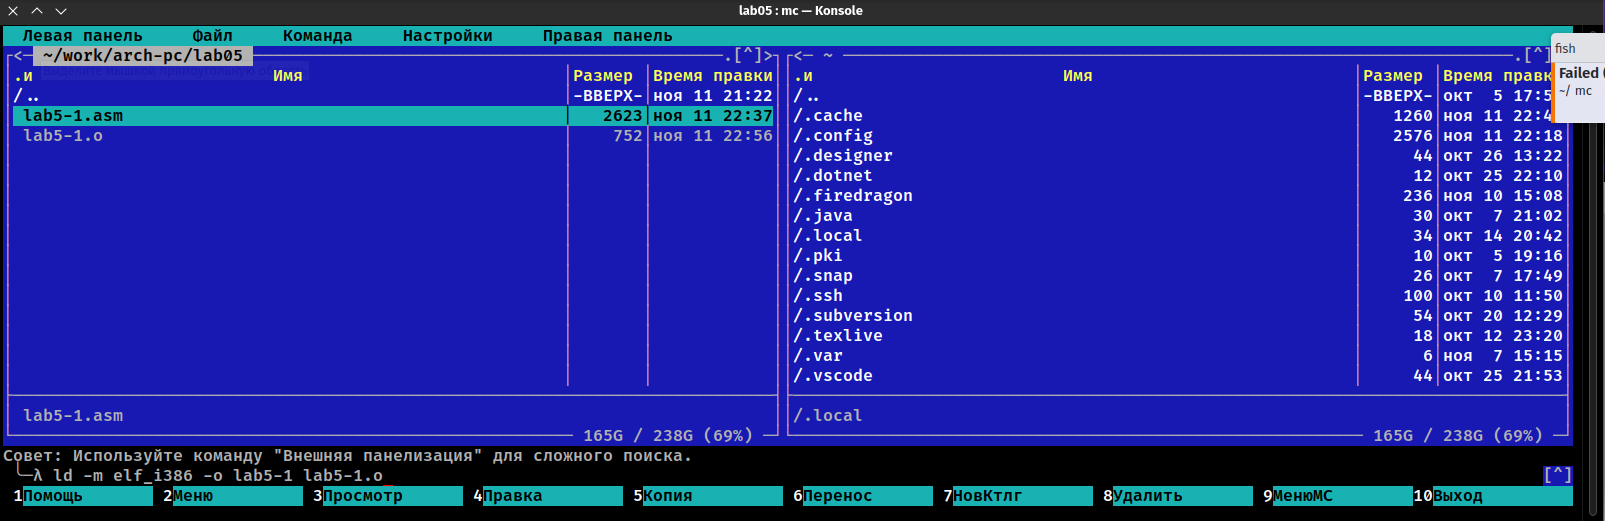 lab05 : mc — Konsole
Левая панель Файл Команда Настройки Правая панель
<— ~/work/arch-pc/lab05 .[^]> <— ~ .[^]
.и Имя Размер Время правки .и Имя Размер Время правк
/.. -ВВЕРХ- ноя 11 21:22 /.. -ВВЕРХ- окт 5 17:5
lab5-1.asm 2623 ноя 11 22:37 /.cache 1260 ноя 11 22:4
lab5-1.o 752 ноя 11 22:56 /.config 2576 ноя 11 22:18
/.designer 44 окт 26 13:22
/.dotnet 12 окт 25 22:10
/.firedragon 236 ноя 10 15:08
/.java 30 окт 7 21:02
/.local 34 окт 14 20:42
/.pki 10 окт 5 19:16
/.snap 26 окт 7 17:49
/.ssh 100 окт 10 11:50
/.subversion 54 окт 20 12:29
/.texlive 18 окт 12 23:20
/.var 6 ноя 7 15:15
/.vscode 44 окт 25 21:53
lab5-1.asm /.local
165G / 238G (69%) 165G / 238G (69%)
Совет: Используйте команду "Внешняя панелизация" для сложного поиска.
╰─λ ld -m elf_i386 -o lab5-1 lab5-1.o [^]
1Помощь 2Меню 3Просмотр 4Правка 5Копия 6Перенос 7НовКтлг 8Удалить 9МенюМС 10Выход
fish
Failed (
~/ mc